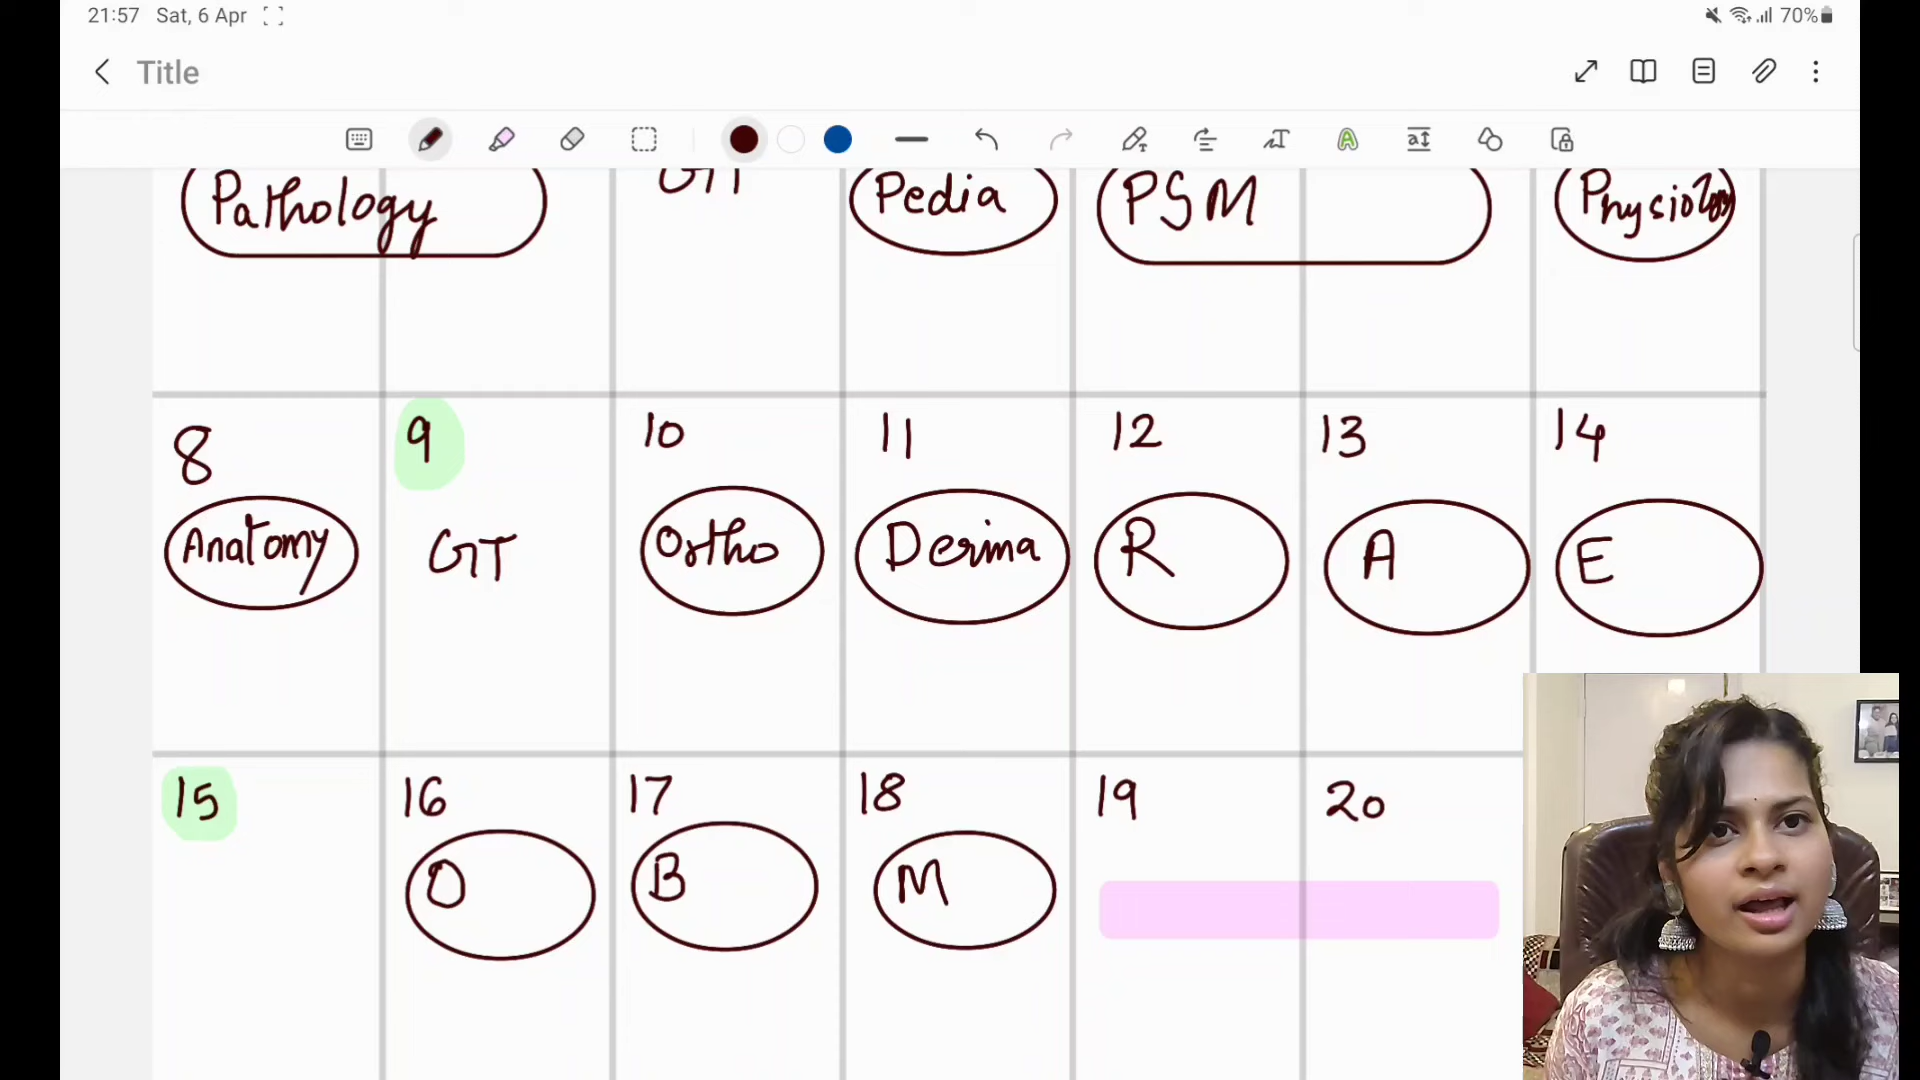 21:57 Sat, 6 Apr 70%
Title
Pathology GT Pedia PSM Physiology
8 9 10 11 12 13 14
Anatomy GT Ortho Derma R A E
15 16 17 18 19 20
O B M